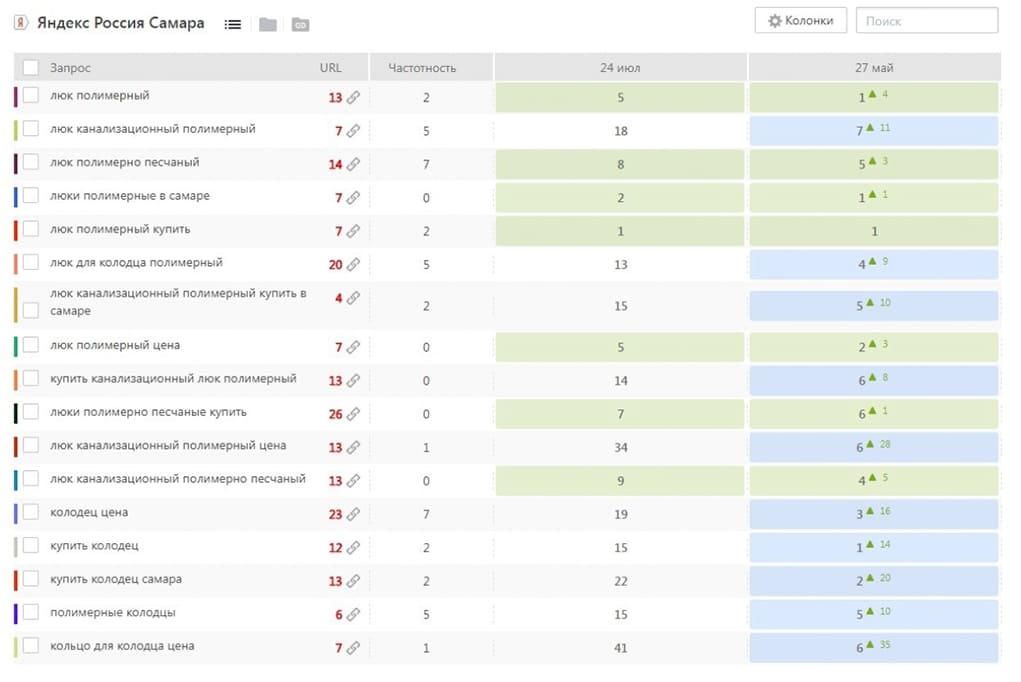 Я Яндекс Россия Самара
Колонки Поиск
Запрос URL Частотность 24 июл 27 май
люк полимерный 13 2 5 1 ▲ 4
люк канализационный полимерный 7 5 18 7 ▲ 11
люк полимерно песчаный 14 7 8 5 ▲ 3
люки полимерные в самаре 7 0 2 1 ▲ 1
люк полимерный купить 7 2 1 1
люк для колодца полимерный 20 5 13 4 ▲ 9
люк канализационный полимерный купить в
самаре 4 2 15 5 ▲ 10
люк полимерный цена 7 0 5 2 ▲ 3
купить канализационный люк полимерный 13 0 14 6 ▲ 8
люки полимерно песчаные купить 26 0 7 6 ▲ 1
люк канализационный полимерный цена 13 1 34 6 ▲ 28
люк канализационный полимерно песчаный 13 0 9 4 ▲ 5
колодец цена 23 7 19 3 ▲ 16
купить колодец 12 2 15 1 ▲ 14
купить колодец самара 13 2 22 2 ▲ 20
полимерные колодцы 6 5 15 5 ▲ 10
кольцо для колодца цена 7 1 41 6 ▲ 35